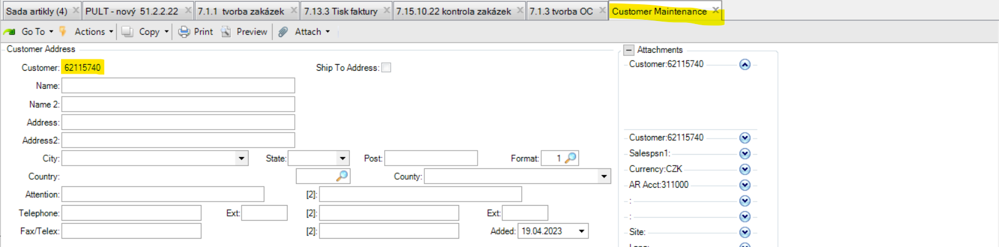 Sada artikly (4) PULT - nový 51.2.2.22 7.1.1 tvorba zakázek 7.13.3 Tisk faktury 7.15.10.22 kontrola zakázek 7.1.3 tvorba OC Customer Maintenance
Go To Actions Copy Print Preview Attach
Customer Address
Customer: 62115740 Ship To Address:
Name:
Name 2:
Address:
Address2:
City: State: Post: Format: 1
Country: County:
Attention: [2]:
Telephone: Ext: [2]: Ext:
Fax/Telex: [2]: Added: 19.04.2023
Attachments
Customer:62115740
Customer:62115740
Salespsn1:
Currency:CZK
AR Acct:311000
:
:
Site: